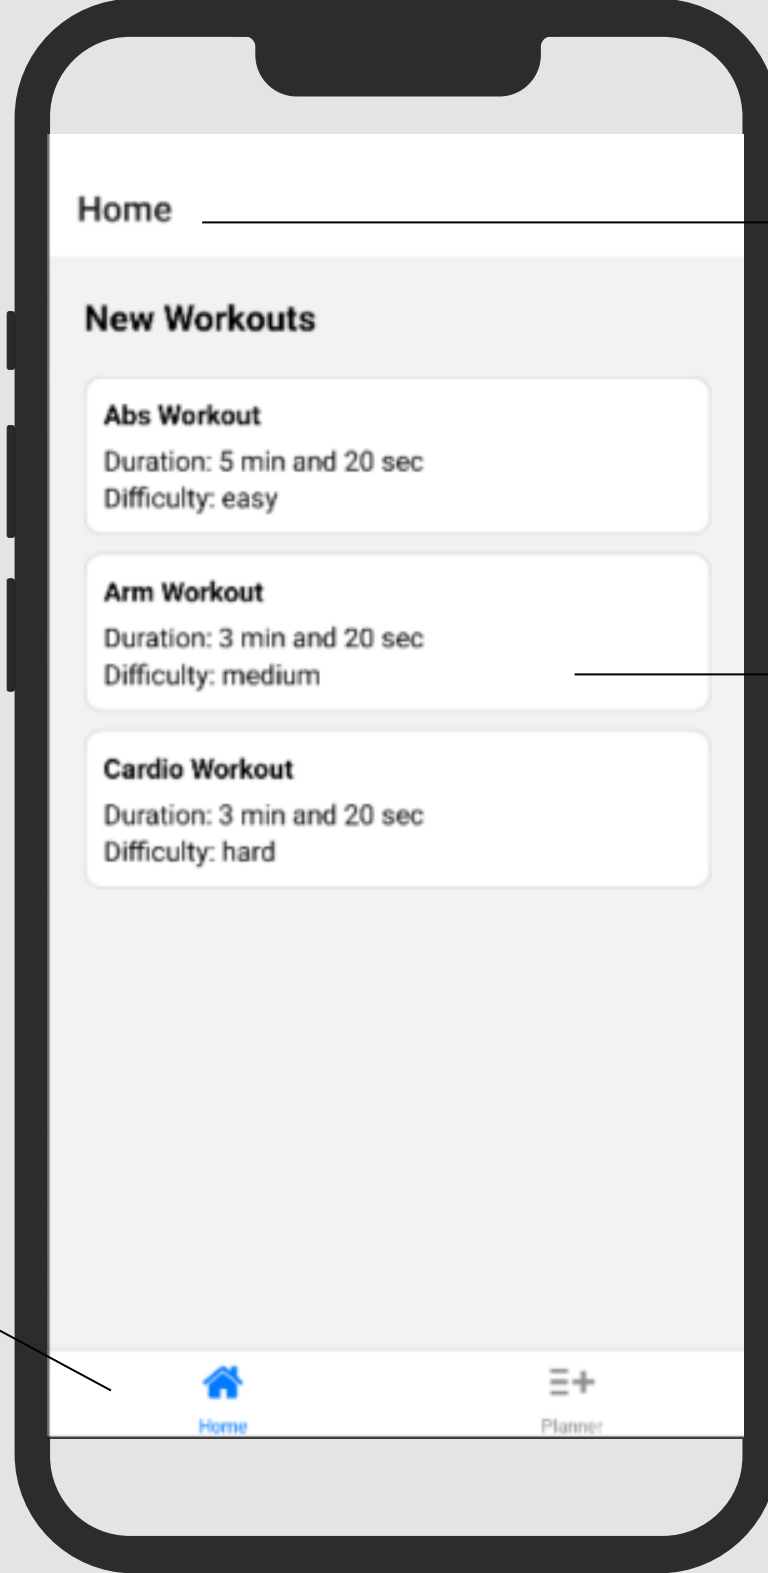 Home
New Workouts
Abs Workout
Duration: 5 min and 20 sec
Difficulty: easy
Arm Workout
Duration: 3 min and 20 sec
Difficulty: medium
Cardio Workout
Duration: 3 min and 20 sec
Difficulty: hard
Home
Planner